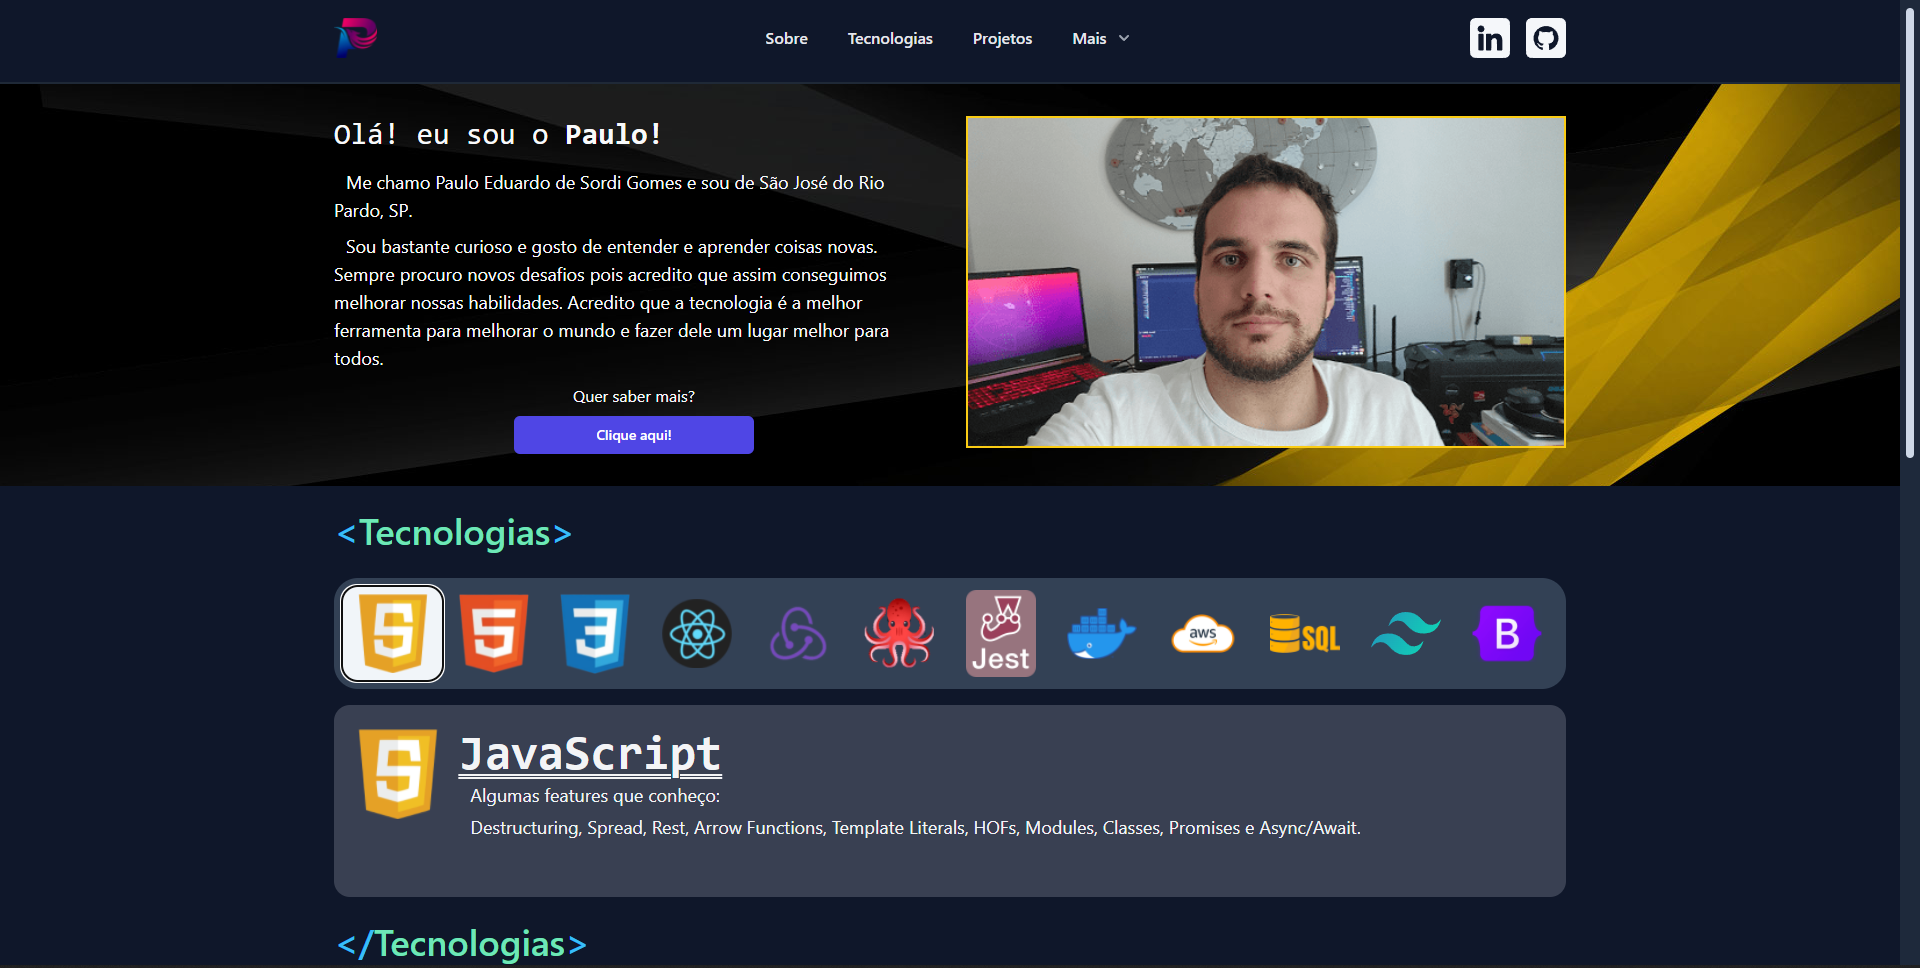 Sobre
Tecnologias
Projetos
Mais
in
Olá! eu sou o Paulo!
Me chamo Paulo Eduardo de Sordi Gomes e sou de São José do Rio
Pardo, SP.
Sou bastante curioso e gosto de entender e aprender coisas novas.
Sempre procuro novos desafios pois acredito que assim conseguimos
melhorar nossas habilidades. Acredito que a tecnologia é a melhor
ferramenta para melhorar o mundo e fazer dele um lugar melhor para
todos.
Quer saber mais?
Clique aqui!
<Tecnologias>
Jest
aws
SQL
B
JavaScript
Algumas features que conheço:
Destructuring, Spread, Rest, Arrow Functions, Template Literals, HOFs, Modules, Classes, Promises e Async/Await.
</Tecnologias>